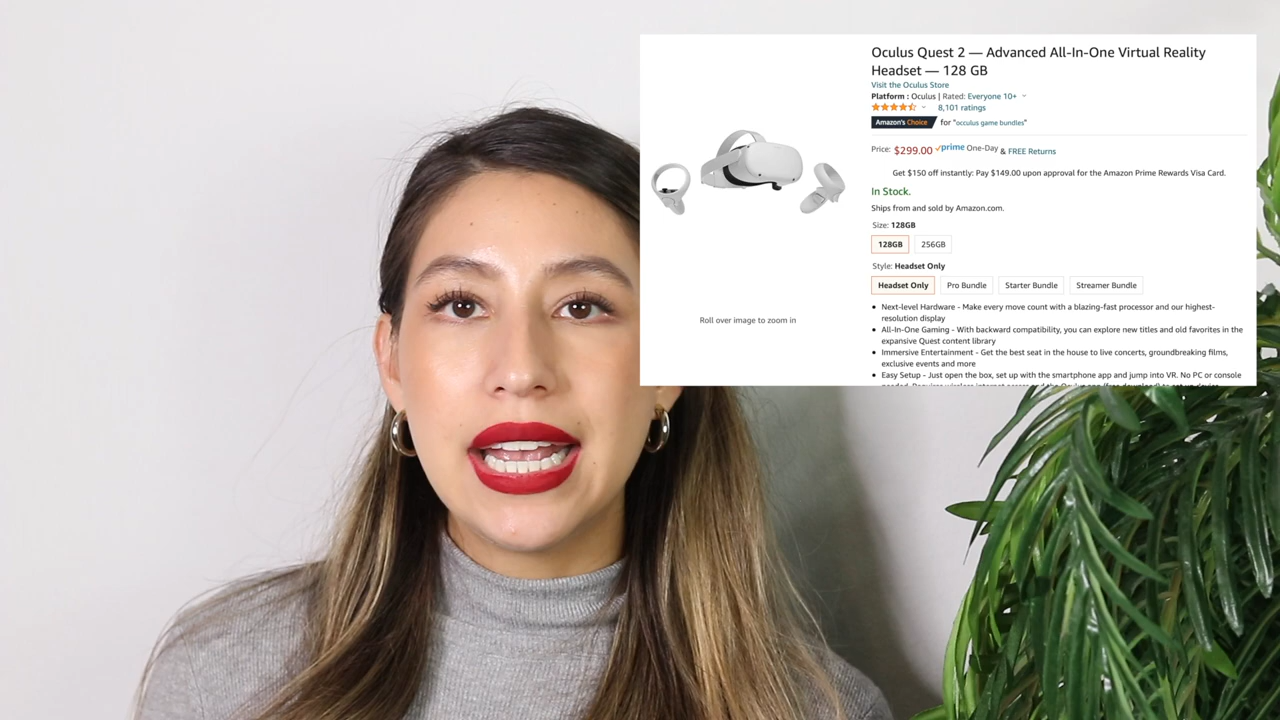 Oculus Quest 2 — Advanced All-In-One Virtual Reality
Headset — 128 GB
Visit the Oculus Store
Platform : Oculus | Rated: Everyone 10+
8,101 ratings
Amazon's Choice for "occulus game bundles"
Price: $299.00 prime One-Day & FREE Returns
Get $150 off instantly: Pay $149.00 upon approval for the Amazon Prime Rewards Visa Card.
In Stock.
Ships from and sold by Amazon.com.
Size: 128GB
128GB 256GB
Style: Headset Only
Headset Only Pro Bundle Starter Bundle Streamer Bundle
Next-level Hardware - Make every move count with a blazing-fast processor and our highest-
resolution display
Roll over image to zoom in
All-In-One Gaming - With backward compatibility, you can explore new titles and old favorites in the
expansive Quest content library
Immersive Entertainment - Get the best seat in the house to live concerts, groundbreaking films,
exclusive events and more
Easy Setup - Just open the box, set up with the smartphone app and jump into VR. No PC or console